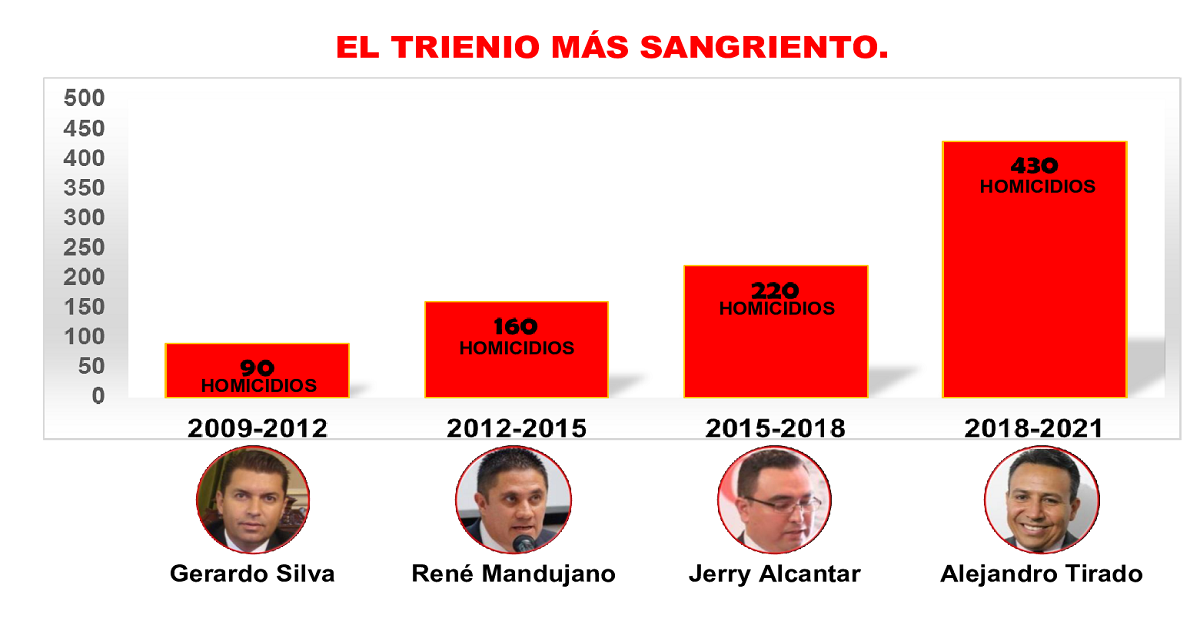 EL TRIENIO MÁS SANGRIENTO.
500
450
400
350
300
250
200
150
100
50
0
90
HOMICIDIOS
160
HOMICIDIOS
220
HOMICIDIOS
430
HOMICIDIOS
2009-2012
2012-2015
2015-2018
2018-2021
Gerardo Silva
René Mandujano
Jerry Alcantar
Alejandro Tirado